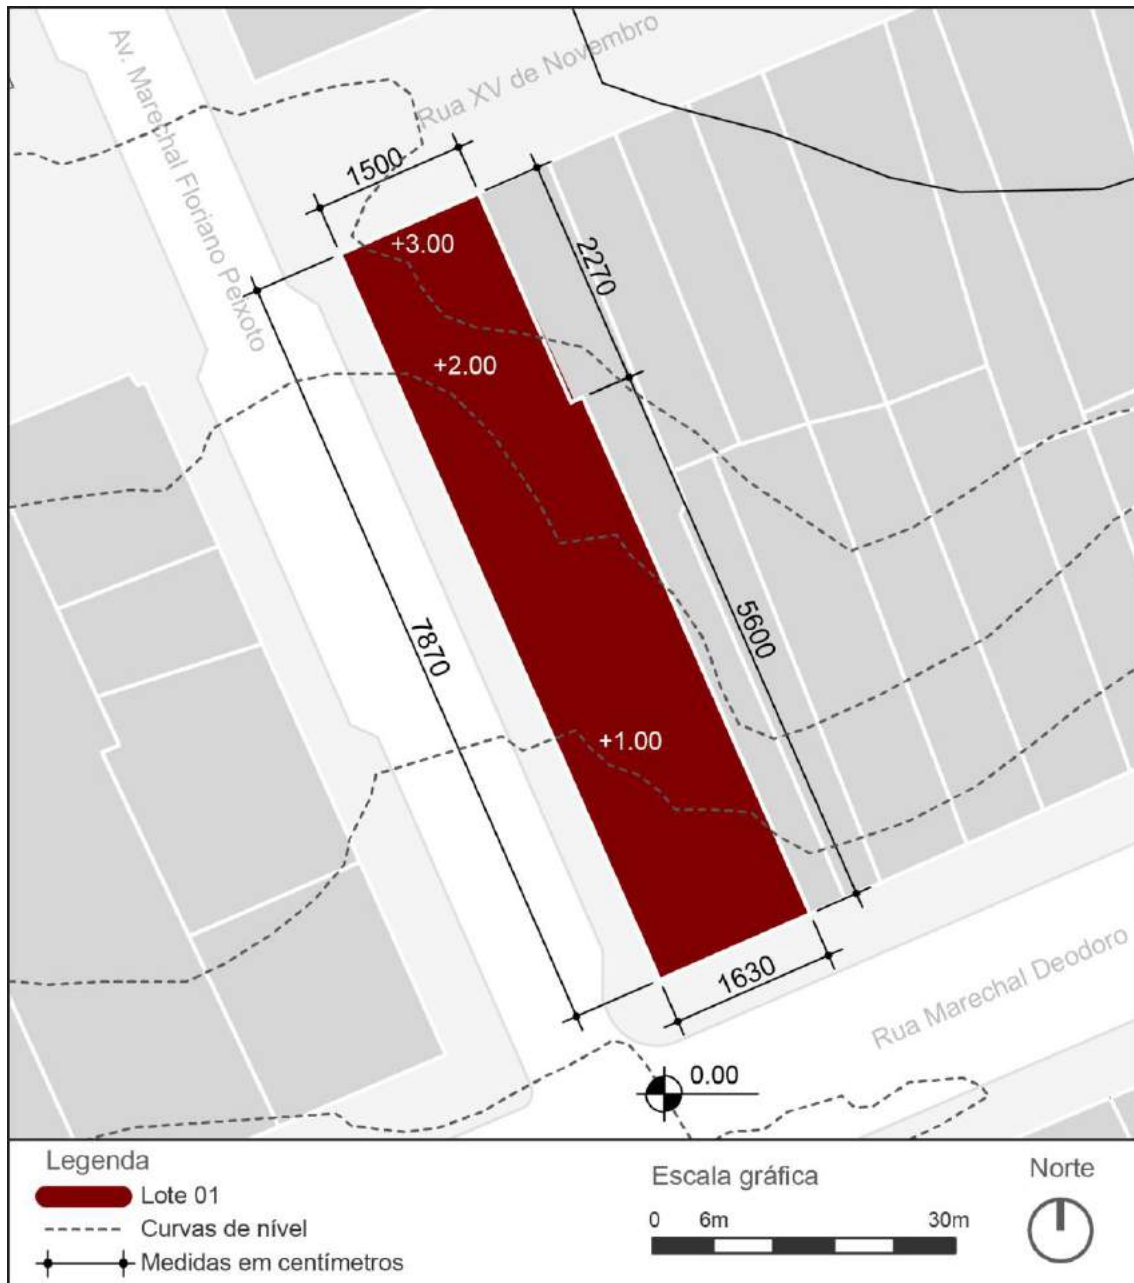 Av. Marechal Floriano Peixoto
Rua XV de Novembro
1500
+3.00
2270
+2.00
7870
5600
+1.00
1630
Rua Marechal Deodoro
0.00
Legenda
Lote 01
Curvas de nível
Medidas em centímetros
Escala gráfica
0 6m 30m
Norte